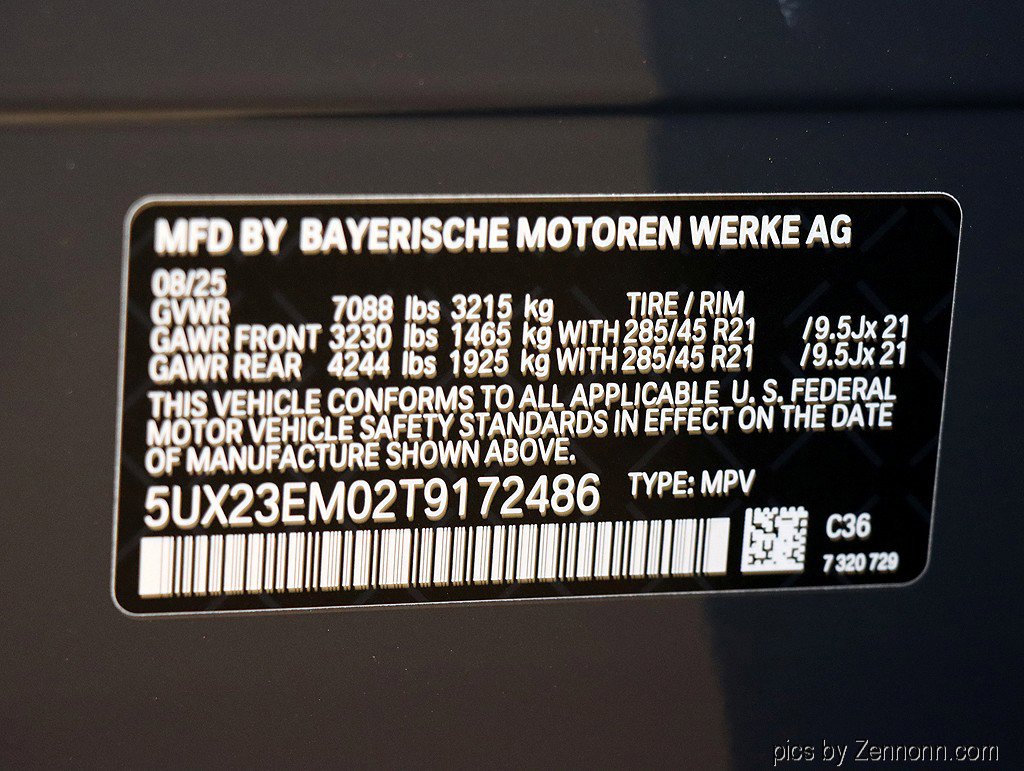 MFD BY BAYERISCHE MOTOREN WERKE AG
08/25
GVWR 7088 lbs 3215 kg TIRE / RIM
GAWR FRONT 3230 lbs 1465 kg WITH 285/45 R21 /9.5Jx 21
GAWR REAR 4244 lbs 1925 kg WITH 285/45 R21 /9.5Jx 21
THIS VEHICLE CONFORMS TO ALL APPLICABLE U. S. FEDERAL
MOTOR VEHICLE SAFETY STANDARDS IN EFFECT ON THE DATE
OF MANUFACTURE SHOWN ABOVE.
5UX23EM02T9172486 TYPE: MPV
C36
7 320 729
pics by Zennonn.com